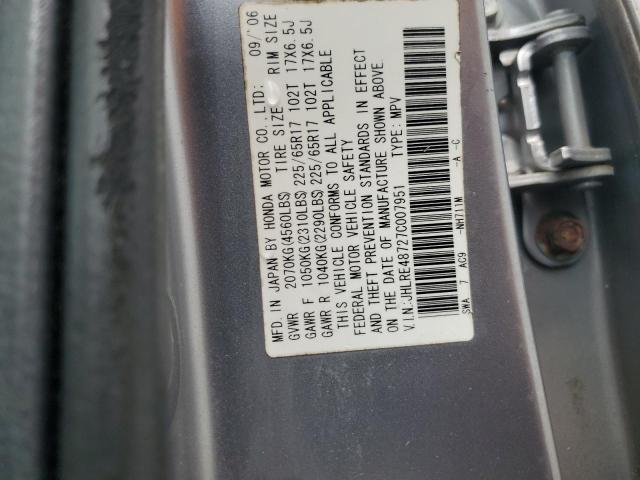 MFD. IN JAPAN BY HONDA MOTOR CO.,LTD: 09/'06
GVWR 2070KG(4560LBS) TIRE SIZE RIM SIZE
GAWR F 1050KG(2310LBS) 225/65R17 102T 17X6.5J
GAWR R 1040KG(2290LBS) 225/65R17 102T 17X6.5J
THIS VEHICLE CONFORMS TO ALL APPLICABLE
FEDERAL MOTOR VEHICLE SAFETY
AND THEFT PREVENTION STANDARDS IN EFFECT
ON THE DATE OF MANUFACTURE SHOWN ABOVE.
V.I.N.:JHLRE48727C007951 TYPE: MPV
SWA 7 AC9 -NH711M -A -C